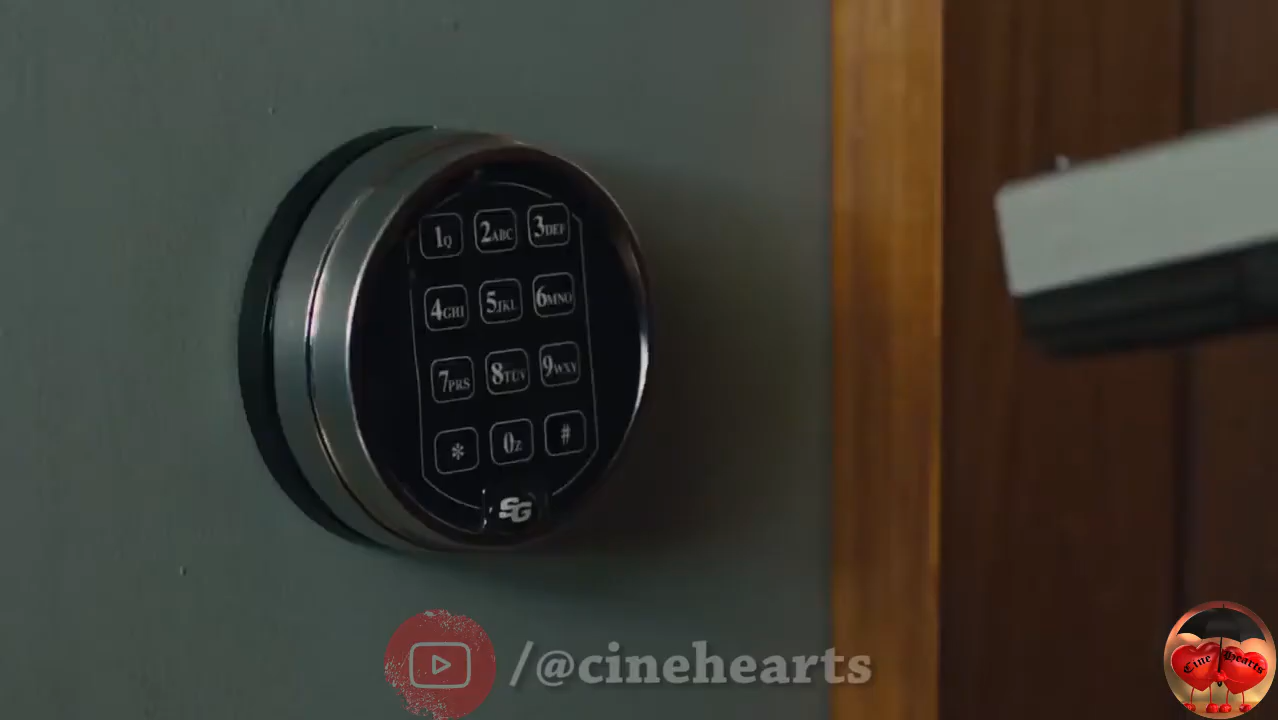 1Q 2ABC 3DEF
4GHI 5JKL 6MNO
7PRS 8TUV 9WXY
* 0Z #
SG
/@cinehearts
Cine Hearts